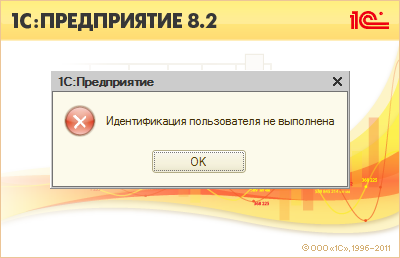 1С:ПРЕДПРИЯТИЕ 8.2
1С
1С:Предприятие
Идентификация пользователя не выполнена
OK
© ООО «1С», 1996–2011